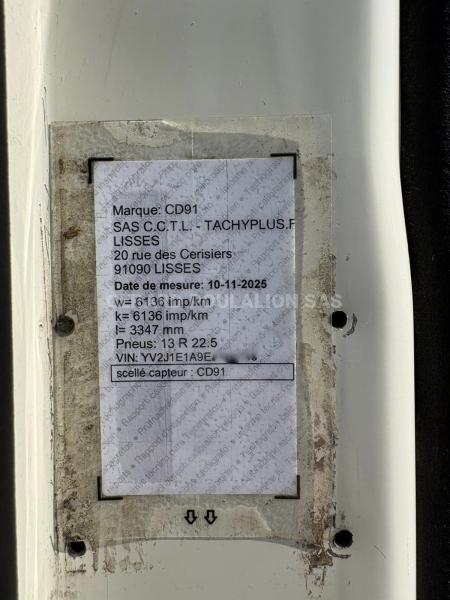 Marque: CD91
SAS C.C.T.L. - TACHYPLUS.F
LISSES
20 rue des Cerisiers
91090 LISSES
Date de mesure: 10-11-2025
w= 6136 imp/km
k= 6136 imp/km
l= 3347 mm
Pneus: 13 R 22.5
VIN: YV2J1E1A9E
scellé capteur : CD91